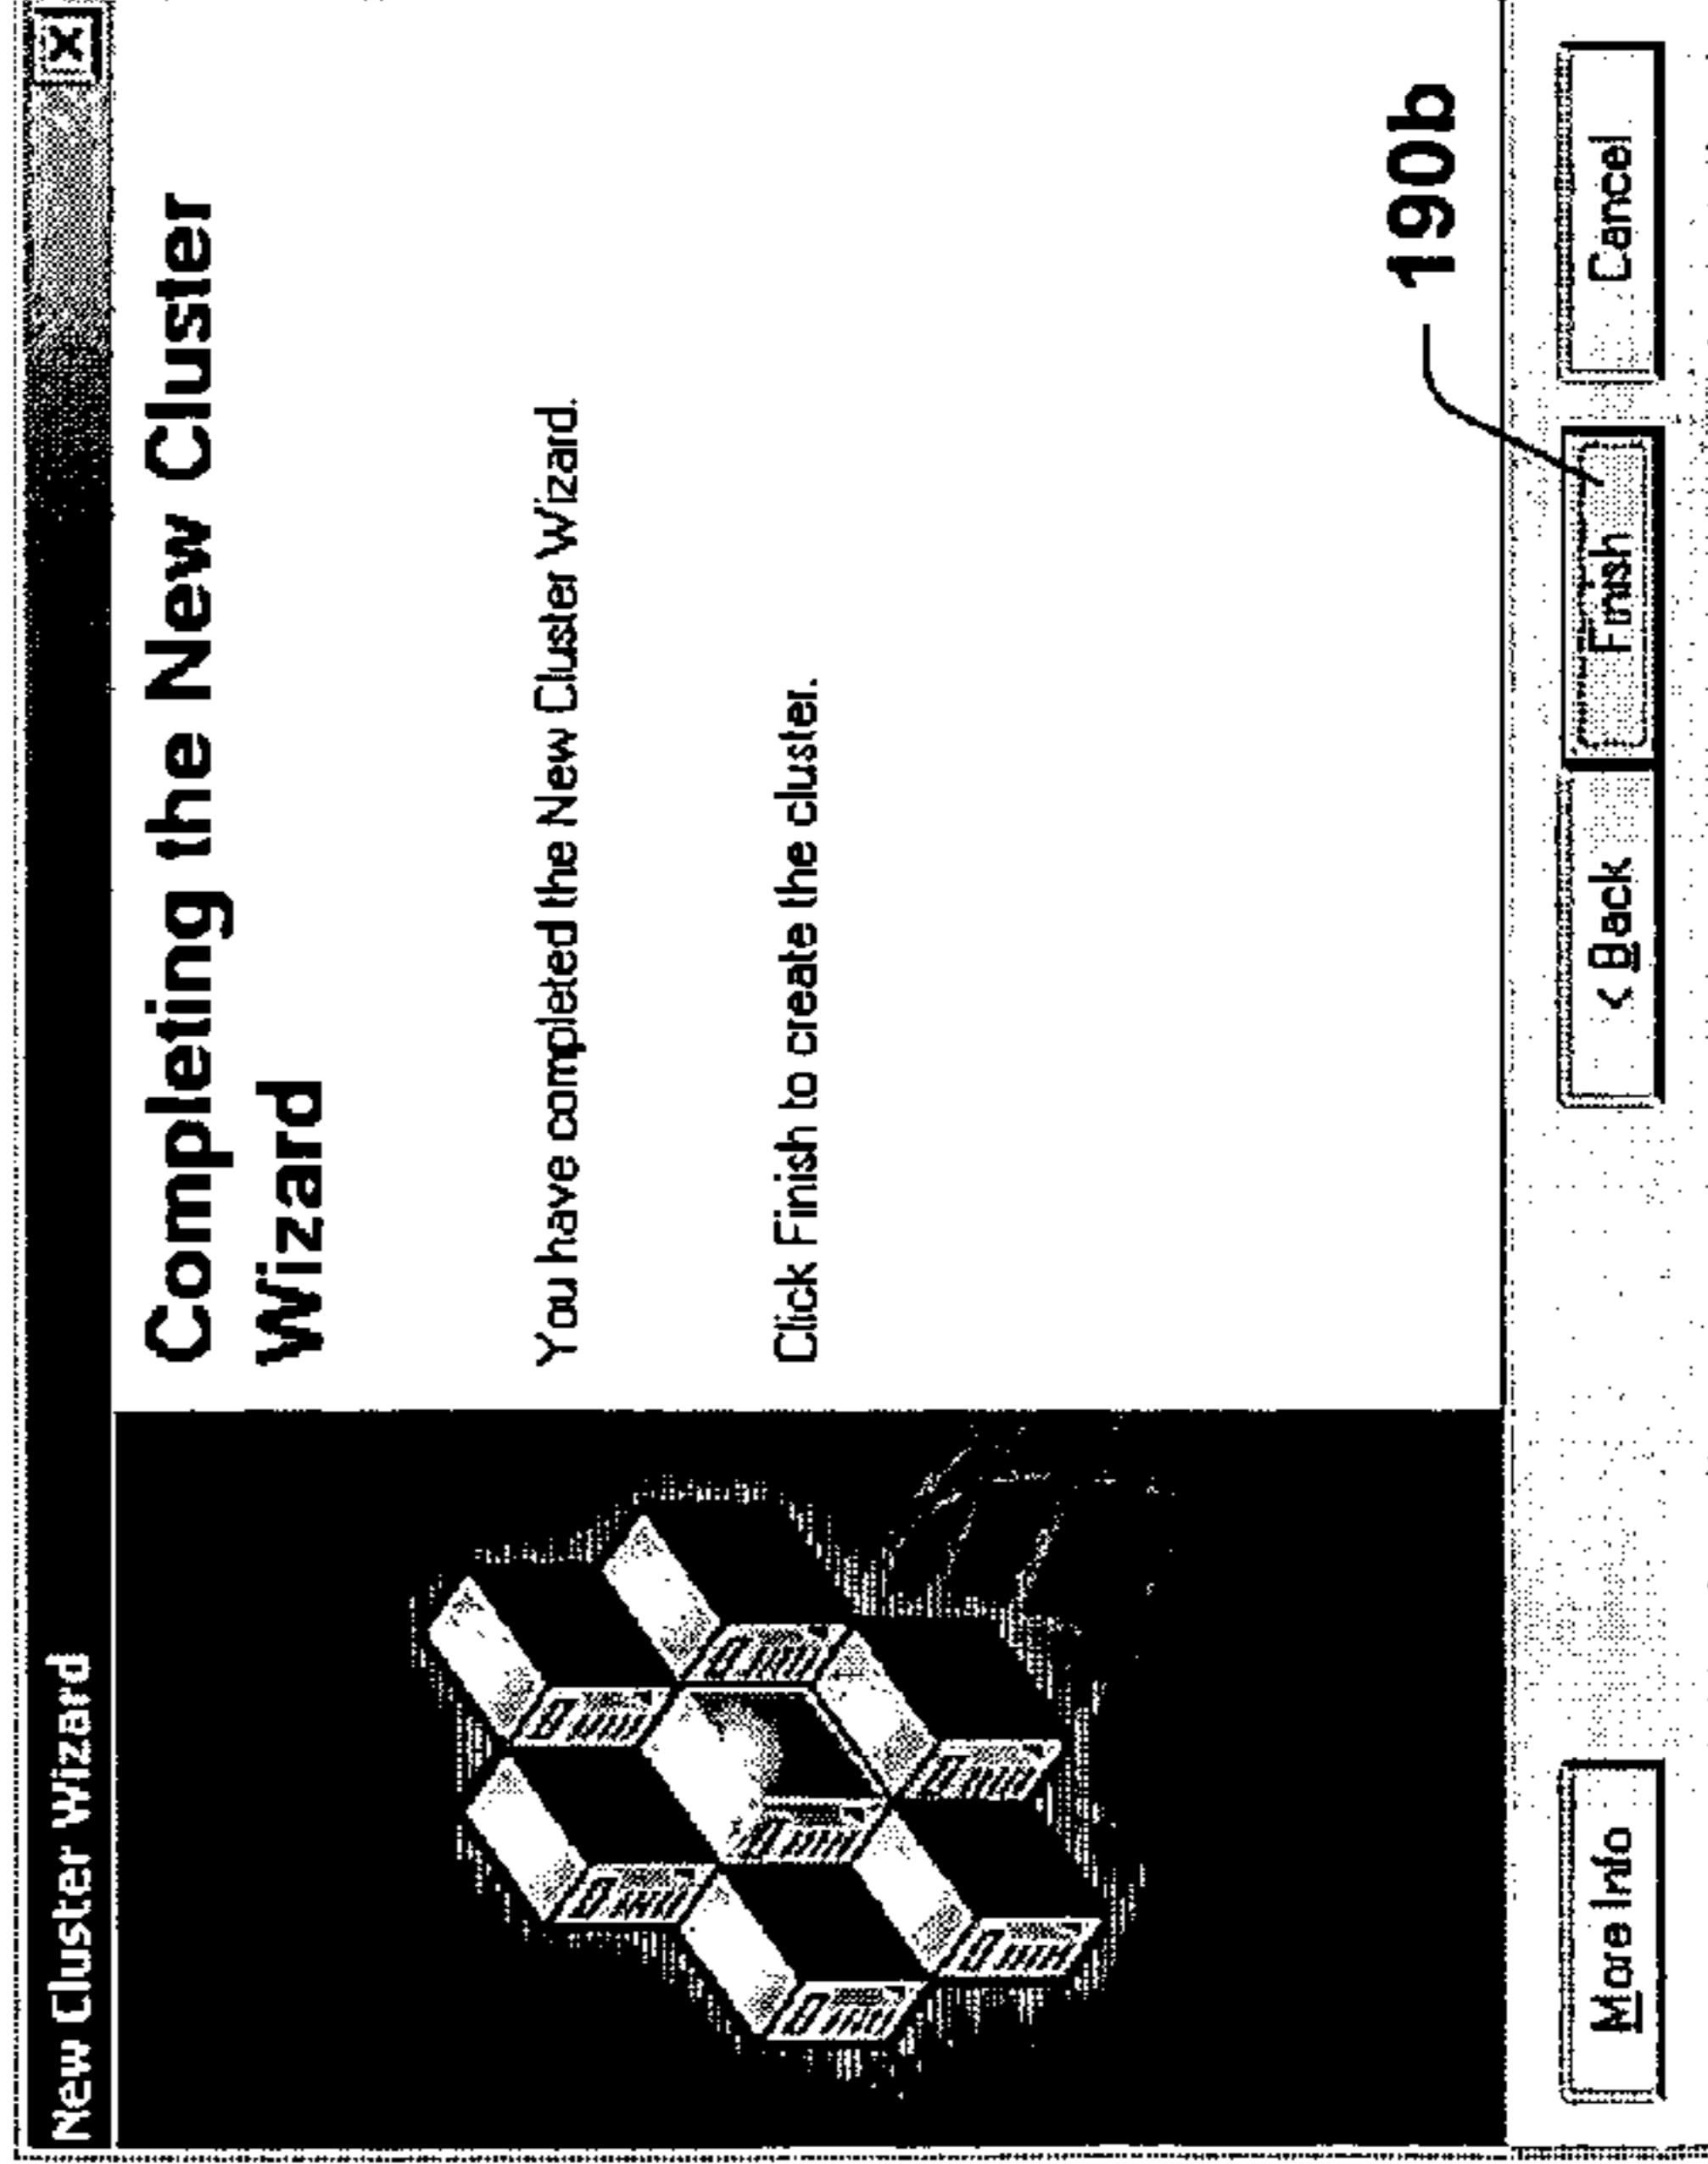 New Cluster Wizard
Completing the New Cluster
Wizard
You have completed the New Cluster Wizard.
Click Finish to create the cluster.
190b
More Info
< Back
Finish
Cancel